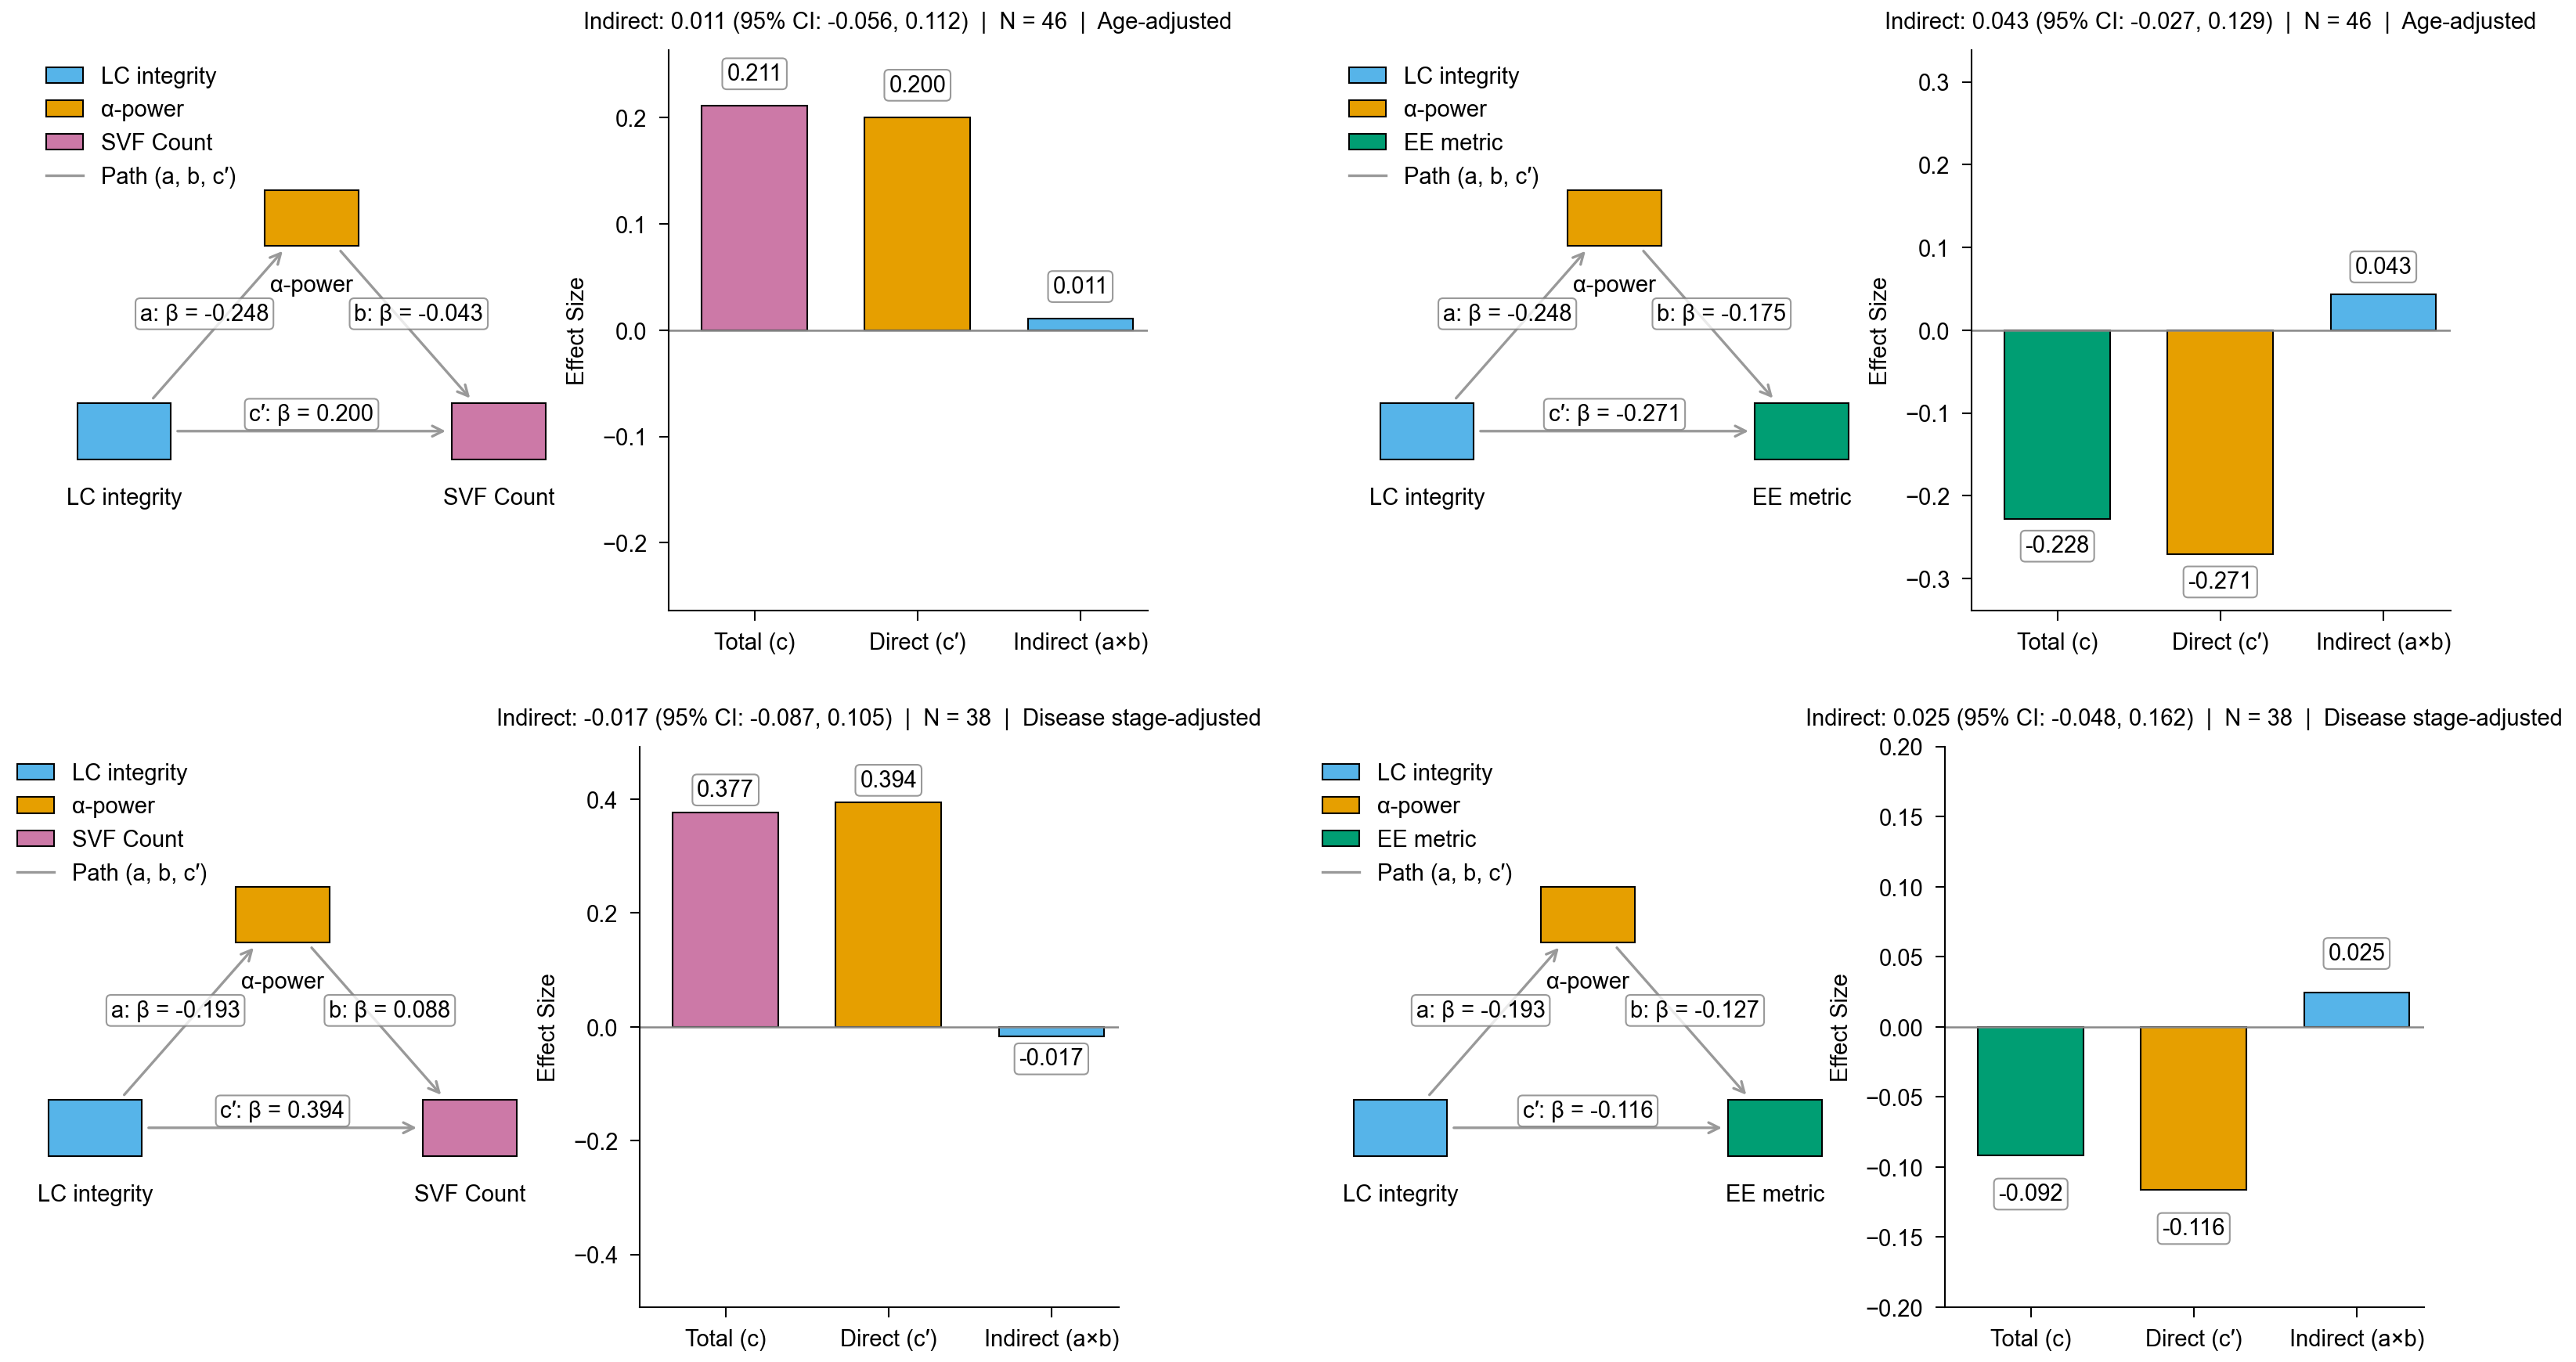 Indirect: 0.011 (95% CI: -0.056, 0.112) | N = 46 | Age-adjusted
LC integrity
α-power
SVF Count
Path (a, b, c′)
α-power
a: β = -0.248
b: β = -0.043
c′: β = 0.200
LC integrity
SVF Count
Effect Size
0.2
0.1
0.0
−0.1
−0.2
0.211
0.200
0.011
Total (c)
Direct (c′)
Indirect (a×b)
Indirect: 0.043 (95% CI: -0.027, 0.129) | N = 46 | Age-adjusted
LC integrity
α-power
EE metric
Path (a, b, c′)
α-power
a: β = -0.248
b: β = -0.175
c′: β = -0.271
LC integrity
EE metric
Effect Size
0.3
0.2
0.1
0.0
−0.1
−0.2
−0.3
-0.228
-0.271
0.043
Total (c)
Direct (c′)
Indirect (a×b)
Indirect: -0.017 (95% CI: -0.087, 0.105) | N = 38 | Disease stage-adjusted
LC integrity
α-power
SVF Count
Path (a, b, c′)
α-power
a: β = -0.193
b: β = 0.088
c′: β = 0.394
LC integrity
SVF Count
Effect Size
0.4
0.2
0.0
−0.2
−0.4
0.377
0.394
-0.017
Total (c)
Direct (c′)
Indirect (a×b)
Indirect: 0.025 (95% CI: -0.048, 0.162) | N = 38 | Disease stage-adjusted
LC integrity
α-power
EE metric
Path (a, b, c′)
α-power
a: β = -0.193
b: β = -0.127
c′: β = -0.116
LC integrity
EE metric
Effect Size
0.20
0.15
0.10
0.05
0.00
−0.05
−0.10
−0.15
−0.20
-0.092
-0.116
0.025
Total (c)
Direct (c′)
Indirect (a×b)